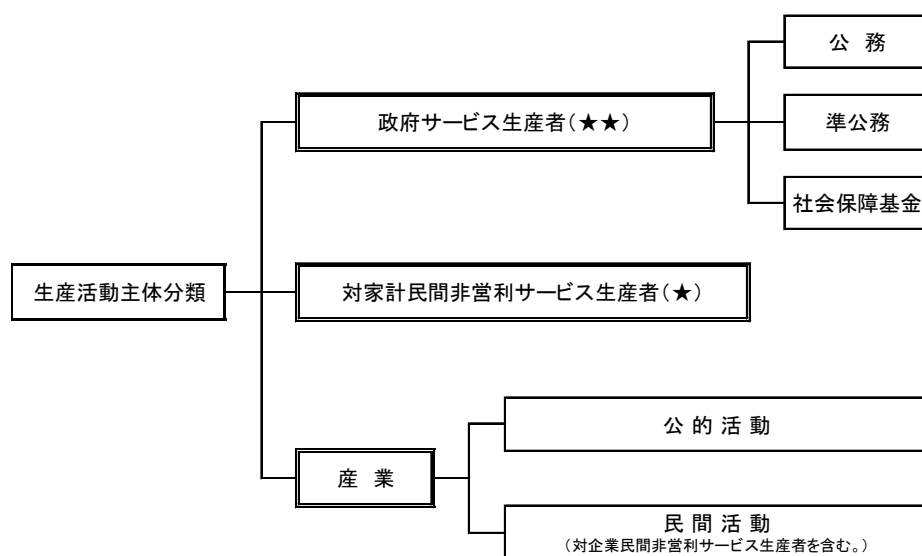 公 務
政府サービス生産者(★★)
準公務
社会保障基金
生産活動主体分類
対家計民間非営利サービス生産者(★)
公 的 活 動
産 業
民 間 活 動
(対企業民間非営利サービス生産者を含む。)